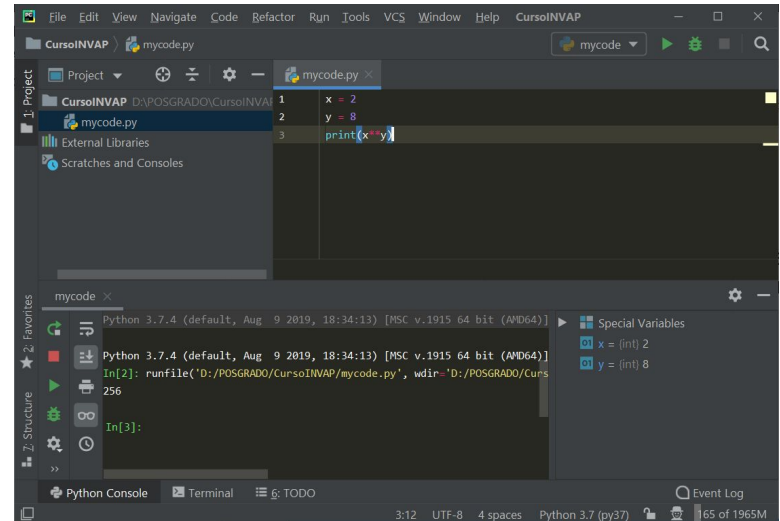 PC File Edit View Navigate Code Refactor Run Tools VCS Window Help CursoINVAP
CursoINVAP mycode.py mycode
1: Project
Project mycode.py
CursoINVAP D:\POSGRADO\CursoINVAP
mycode.py
External Libraries
Scratches and Consoles
1 x = 2
2 y = 8
3 print(x**y)
mycode
2: Favorites
7: Structure
Python 3.7.4 (default, Aug 9 2019, 18:34:13) [MSC v.1915 64 bit (AMD64)]
Python 3.7.4 (default, Aug 9 2019, 18:34:13) [MSC v.1915 64 bit (AMD64)]
In[2]: runfile('D:/POSGRADO/CursoINVAP/mycode.py', wdir='D:/POSGRADO/Curs
256
In[3]:
Special Variables
01 x = {int} 2
01 y = {int} 8
>>
Python Console Terminal 6: TODO Event Log
3:12 UTF-8 4 spaces Python 3.7 (py37) 165 of 1965M